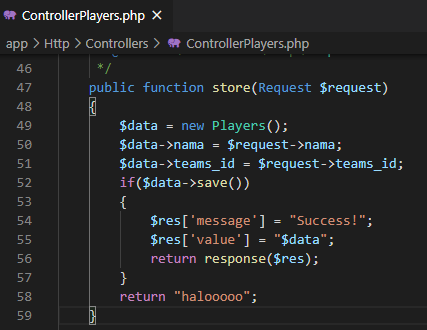 ControllerPlayers.php ×
app > Http > Controllers > ControllerPlayers.php
46 */
47 public function store(Request $request)
48 {
49 $data = new Players();
50 $data->nama = $request->nama;
51 $data->teams_id = $request->teams_id;
52 if($data->save())
53 {
54 $res['message'] = "Success!";
55 $res['value'] = "$data";
56 return response($res);
57 }
58 return "halooooo";
59 }